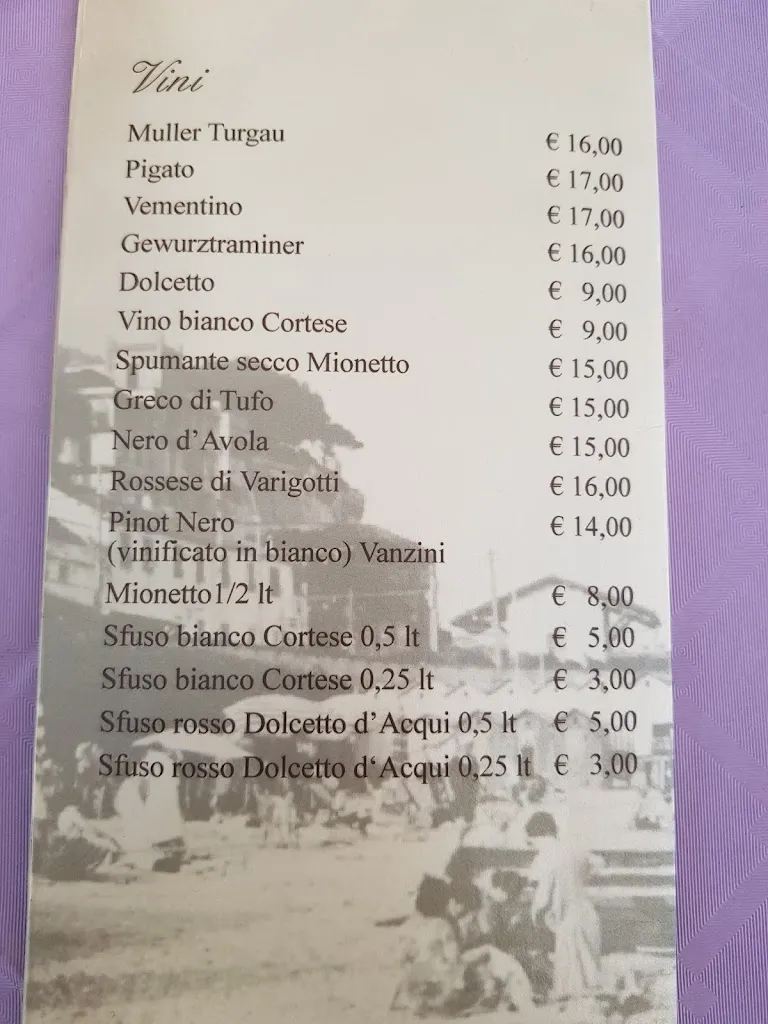 Vini
Muller Turgau € 16,00
Pigato € 17,00
Vementino € 17,00
Gewurztraminer € 16,00
Dolcetto € 9,00
Vino bianco Cortese € 9,00
Spumante secco Mionetto € 15,00
Greco di Tufo € 15,00
Nero d'Avola € 15,00
Rossese di Varigotti € 16,00
Pinot Nero € 14,00
(vinificato in bianco) Vanzini
Mionetto1/2 lt € 8,00
Sfuso bianco Cortese 0,5 lt € 5,00
Sfuso bianco Cortese 0,25 lt € 3,00
Sfuso rosso Dolcetto d'Acqui 0,5 lt € 5,00
Sfuso rosso Dolcetto d‘Acqui 0,25 lt € 3,00